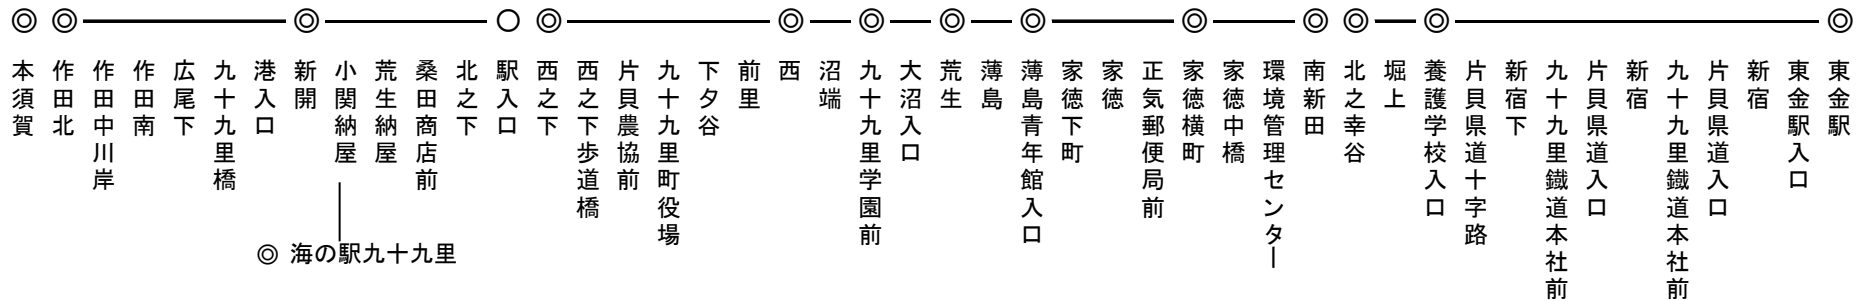 本須賀
作田北
作田中川岸
作田南
広尾下
九十九里橋
港入口
新開
小関納屋
荒生納屋
桑田商店前
北之下
駅入口
西之下
西之下歩道橋
片貝農協前
九十九里町役場
下タ谷
前里
西
沼端
九十九里学園前
大沼入口
荒生
薄島
薄島青年館入口
家徳下町
家徳
正気郵便局前
家徳横町
家徳中橋
環境管理センター
南新田
北之幸谷
堀上
養護学校入口
片貝県道十字路
新宿下
九十九里鐡道本社前
片貝県道入口
新宿
九十九里鐡道本社前
片貝県道入口
新宿
東金駅入口
東金駅
◎ 海の駅九十九里